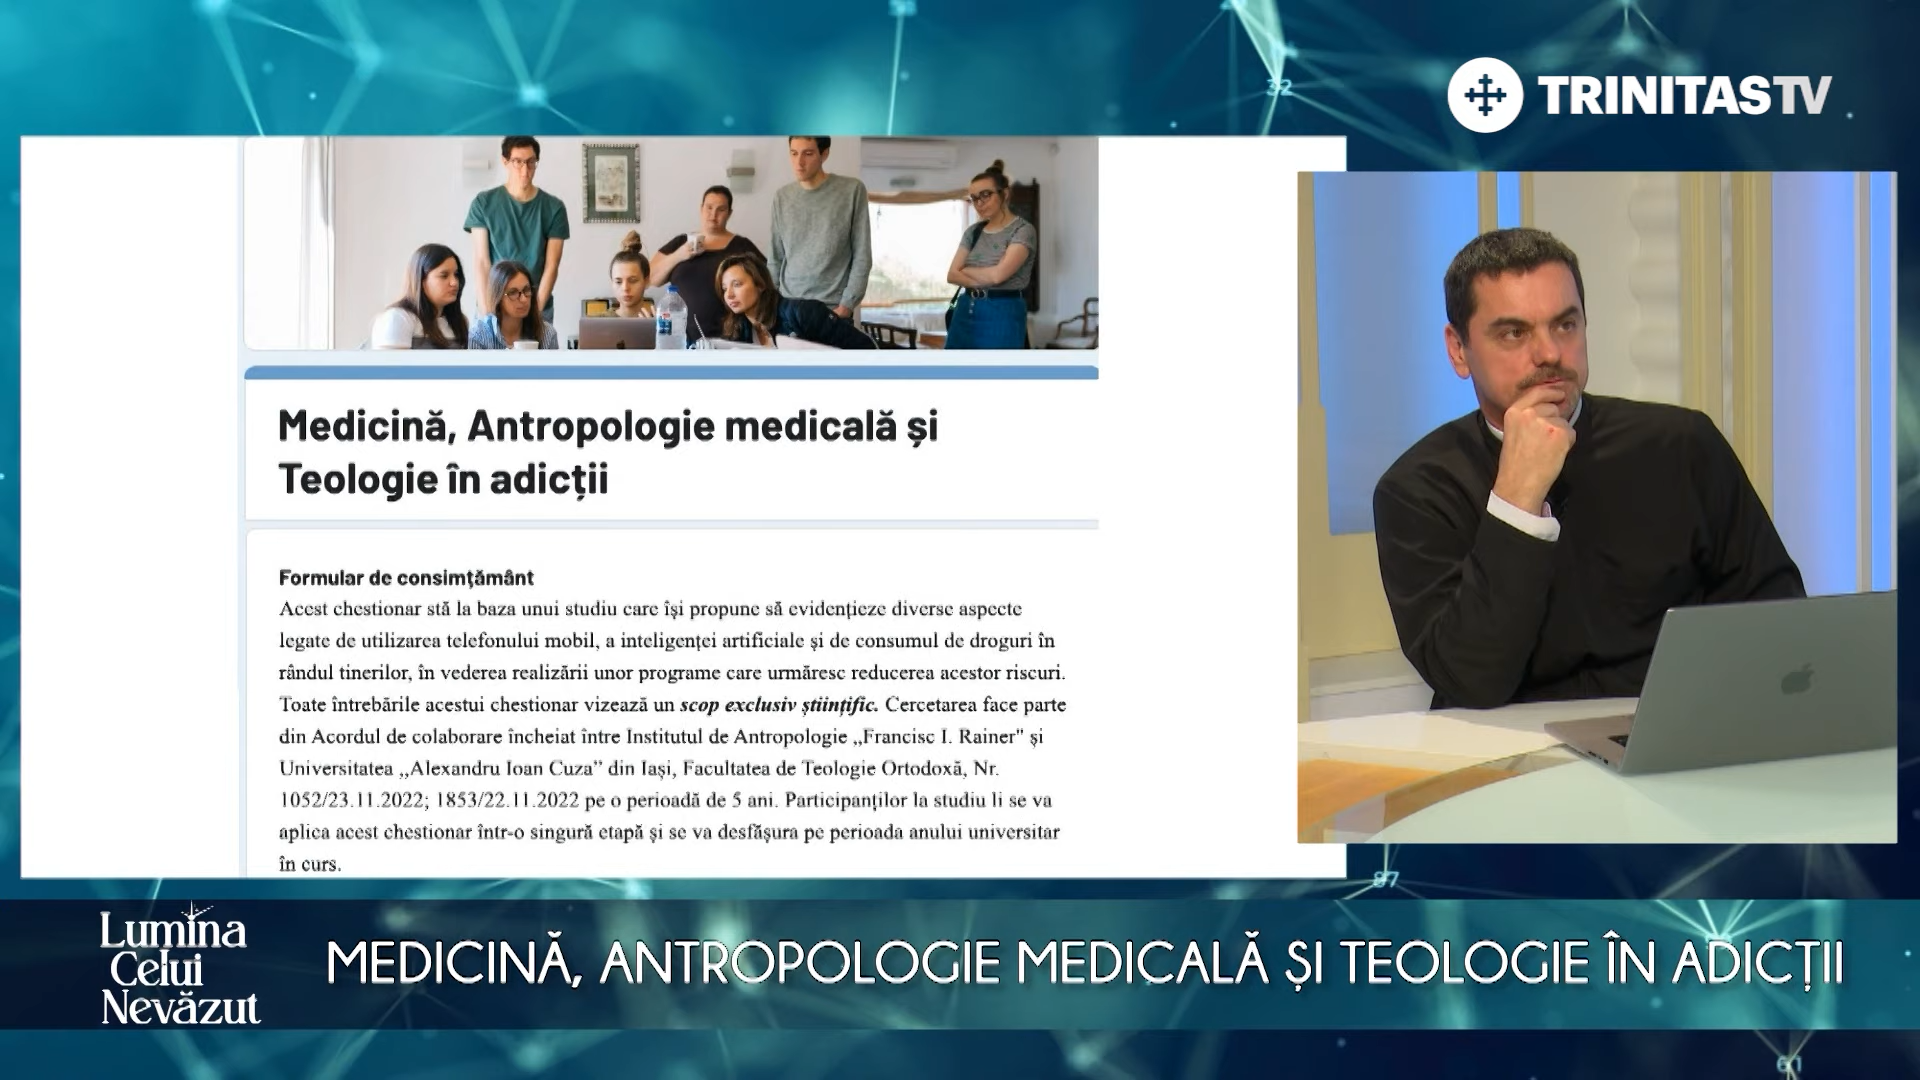 32
TRINITASTV
Medicină, Antropologie medicală și
Teologie în adicții
Formular de consimțământ
Acest chestionar stă la baza unui studiu care își propune să evidențieze diverse aspecte
legate de utilizarea telefonului mobil, a inteligenței artificiale și de consumul de droguri în
rândul tinerilor, în vederea realizării unor programe care urmăresc reducerea acestor riscuri.
Toate întrebările acestui chestionar vizează un scop exclusiv științific. Cercetarea face parte
din Acordul de colaborare încheiat între Institutul de Antropologie „Francisc I. Rainer" și
Universitatea „Alexandru Ioan Cuza” din Iași, Facultatea de Teologie Ortodoxă, Nr.
1052/23.11.2022; 1853/22.11.2022 pe o perioadă de 5 ani. Participanților la studiu li se va
aplica acest chestionar într-o singură etapă și se va desfășura pe perioada anului universitar
în curs.
87
Lumina
Celui
Nevăzut
MEDICINĂ, ANTROPOLOGIE MEDICALĂ ȘI TEOLOGIE ÎN ADICȚII
61